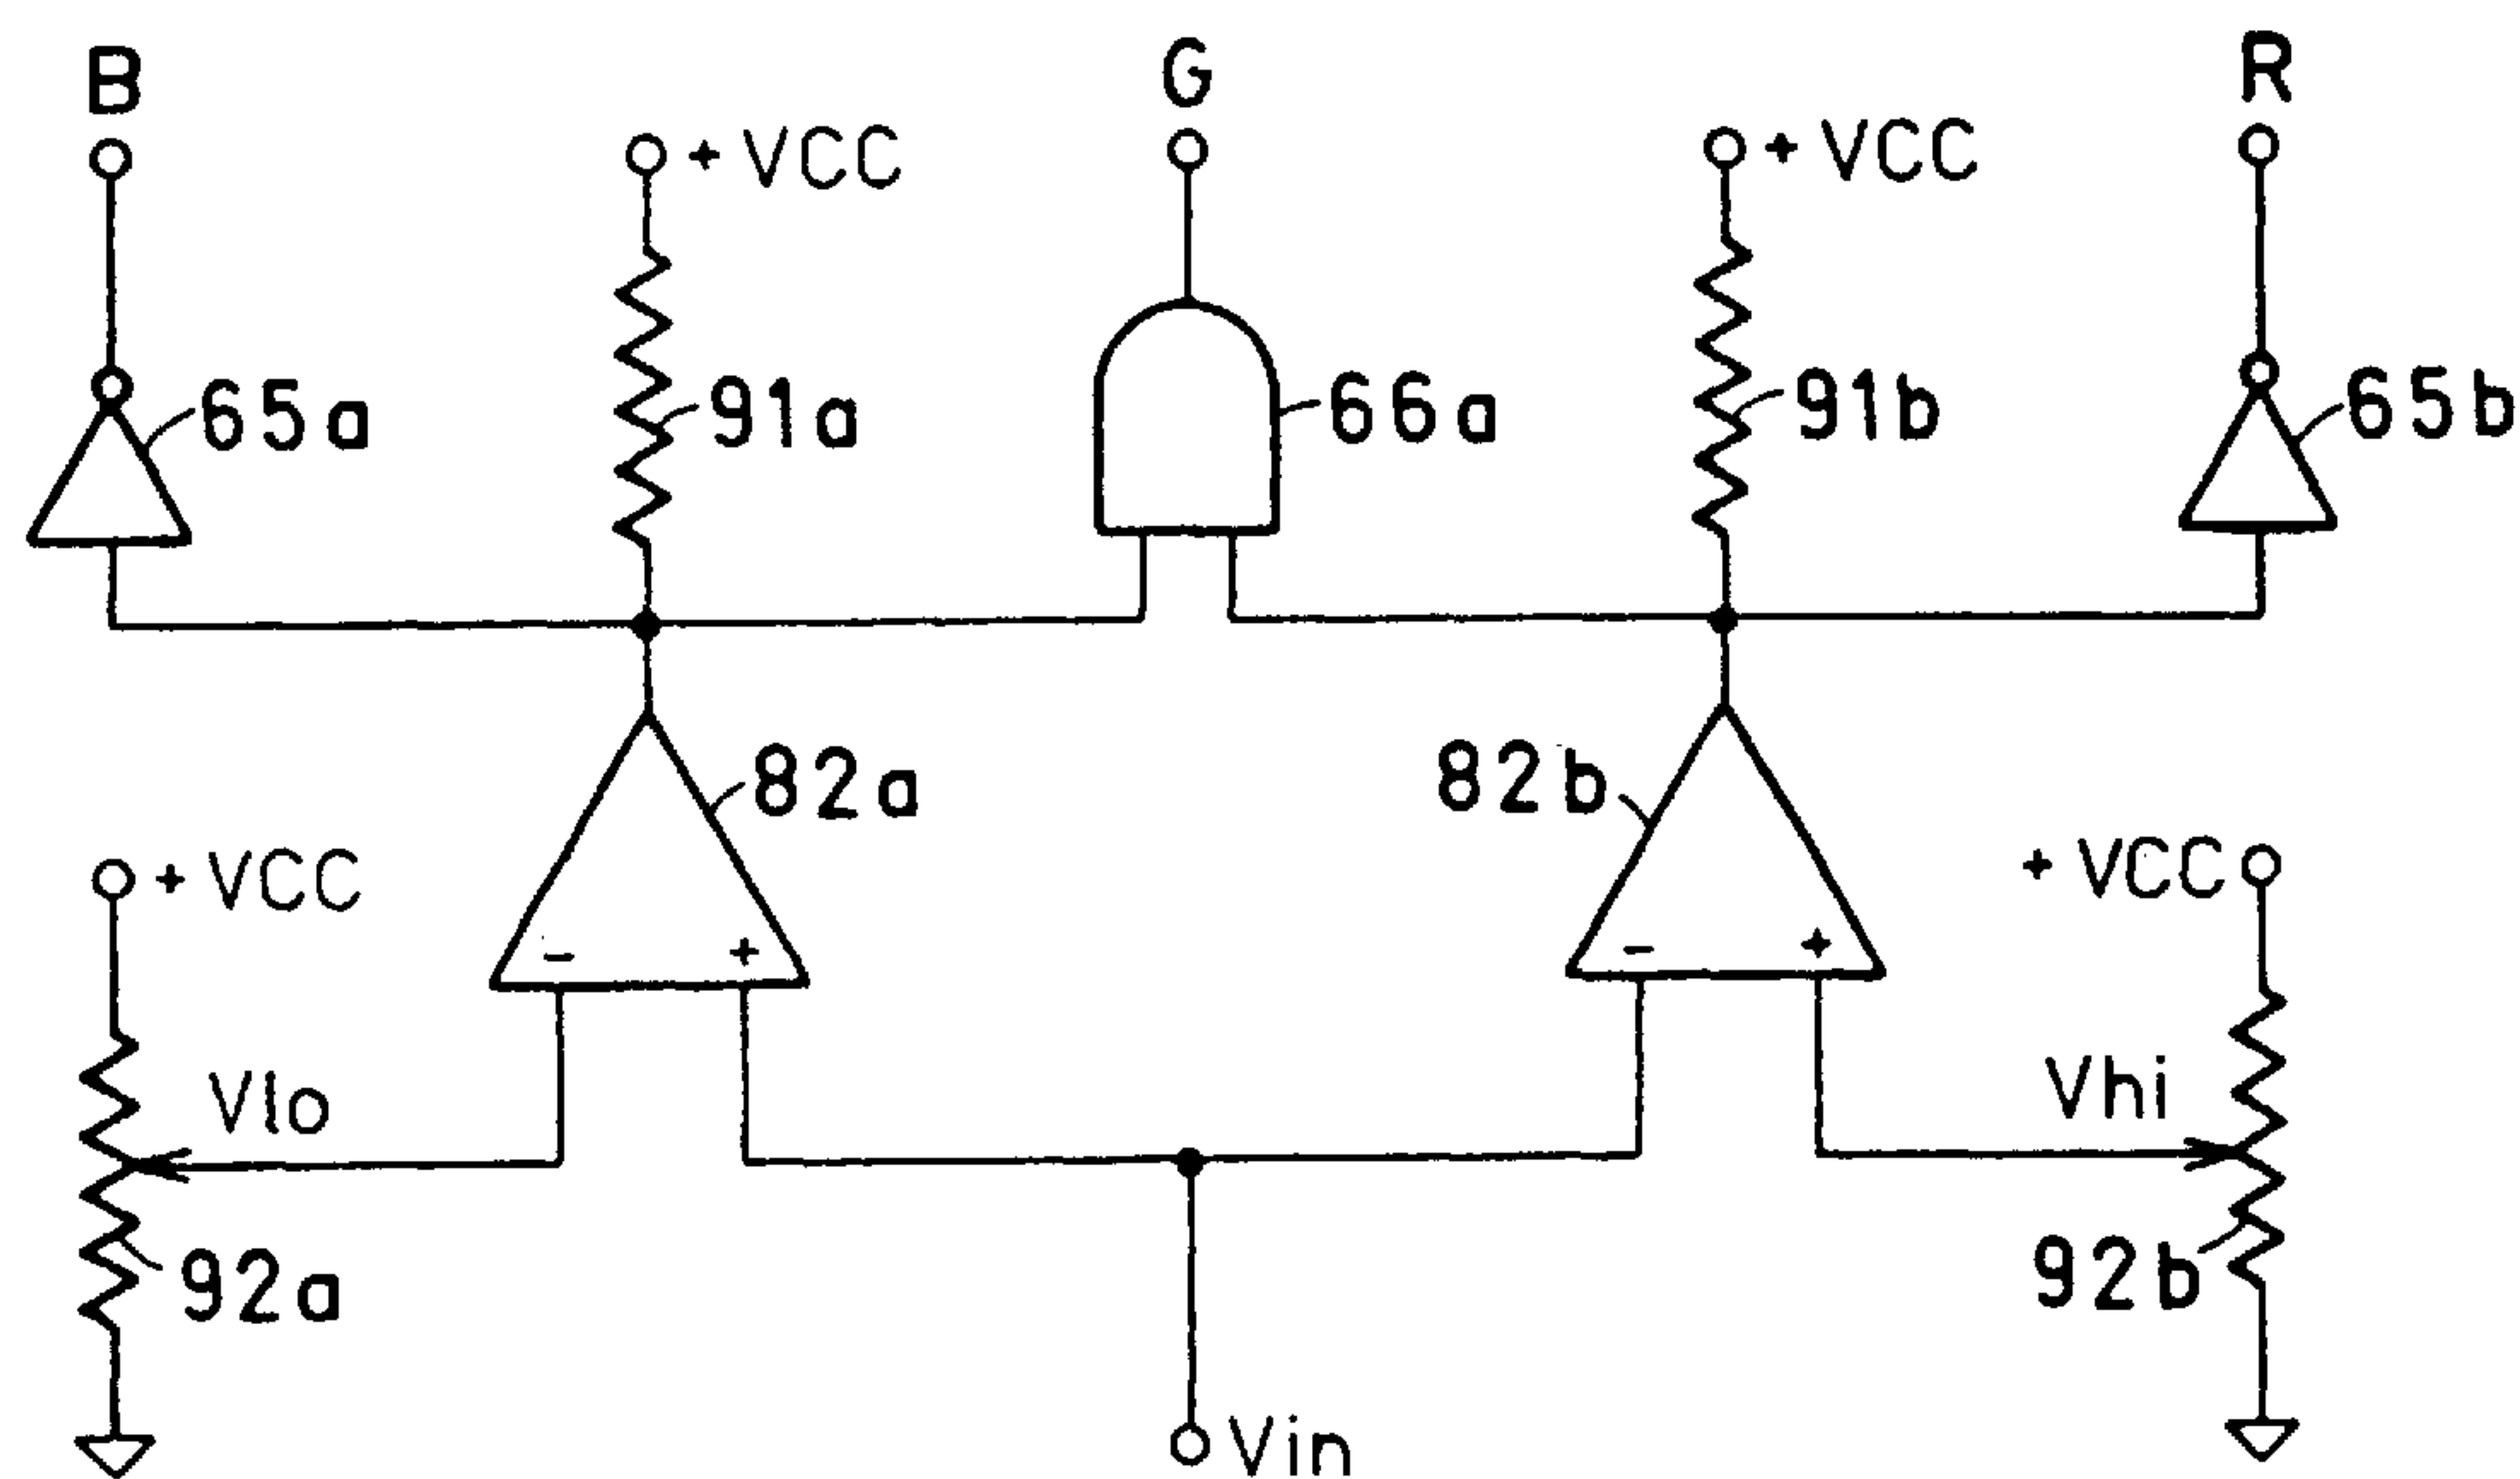 B
G
R
+VCC
+VCC
65a
91a
66a
91b
65b
82a
82b
+VCC
+VCC
-
+
-
+
Vlo
Vhi
92a
92b
Vin